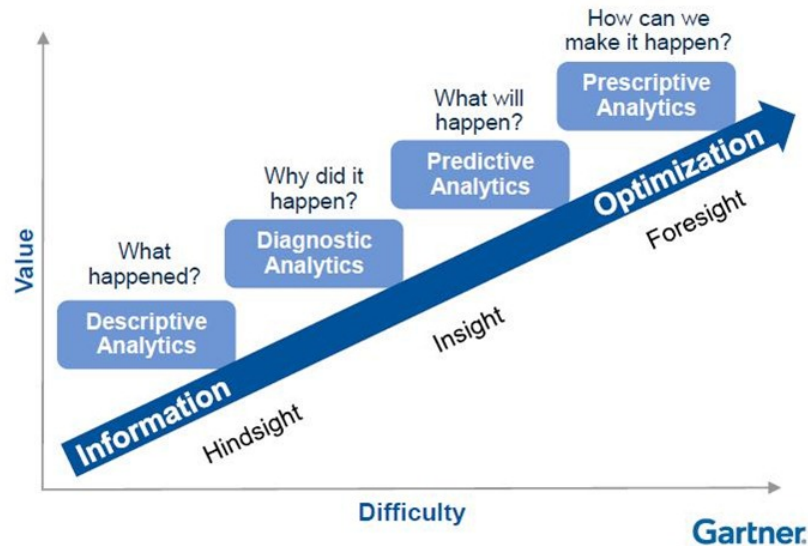 How can we
make it happen?
Prescriptive
Analytics
What will
happen?
Predictive
Analytics
Why did it
happen?
Diagnostic
Analytics
What
happened?
Descriptive
Analytics
Value
Information
Optimization
Hindsight
Insight
Foresight
Difficulty
Gartner